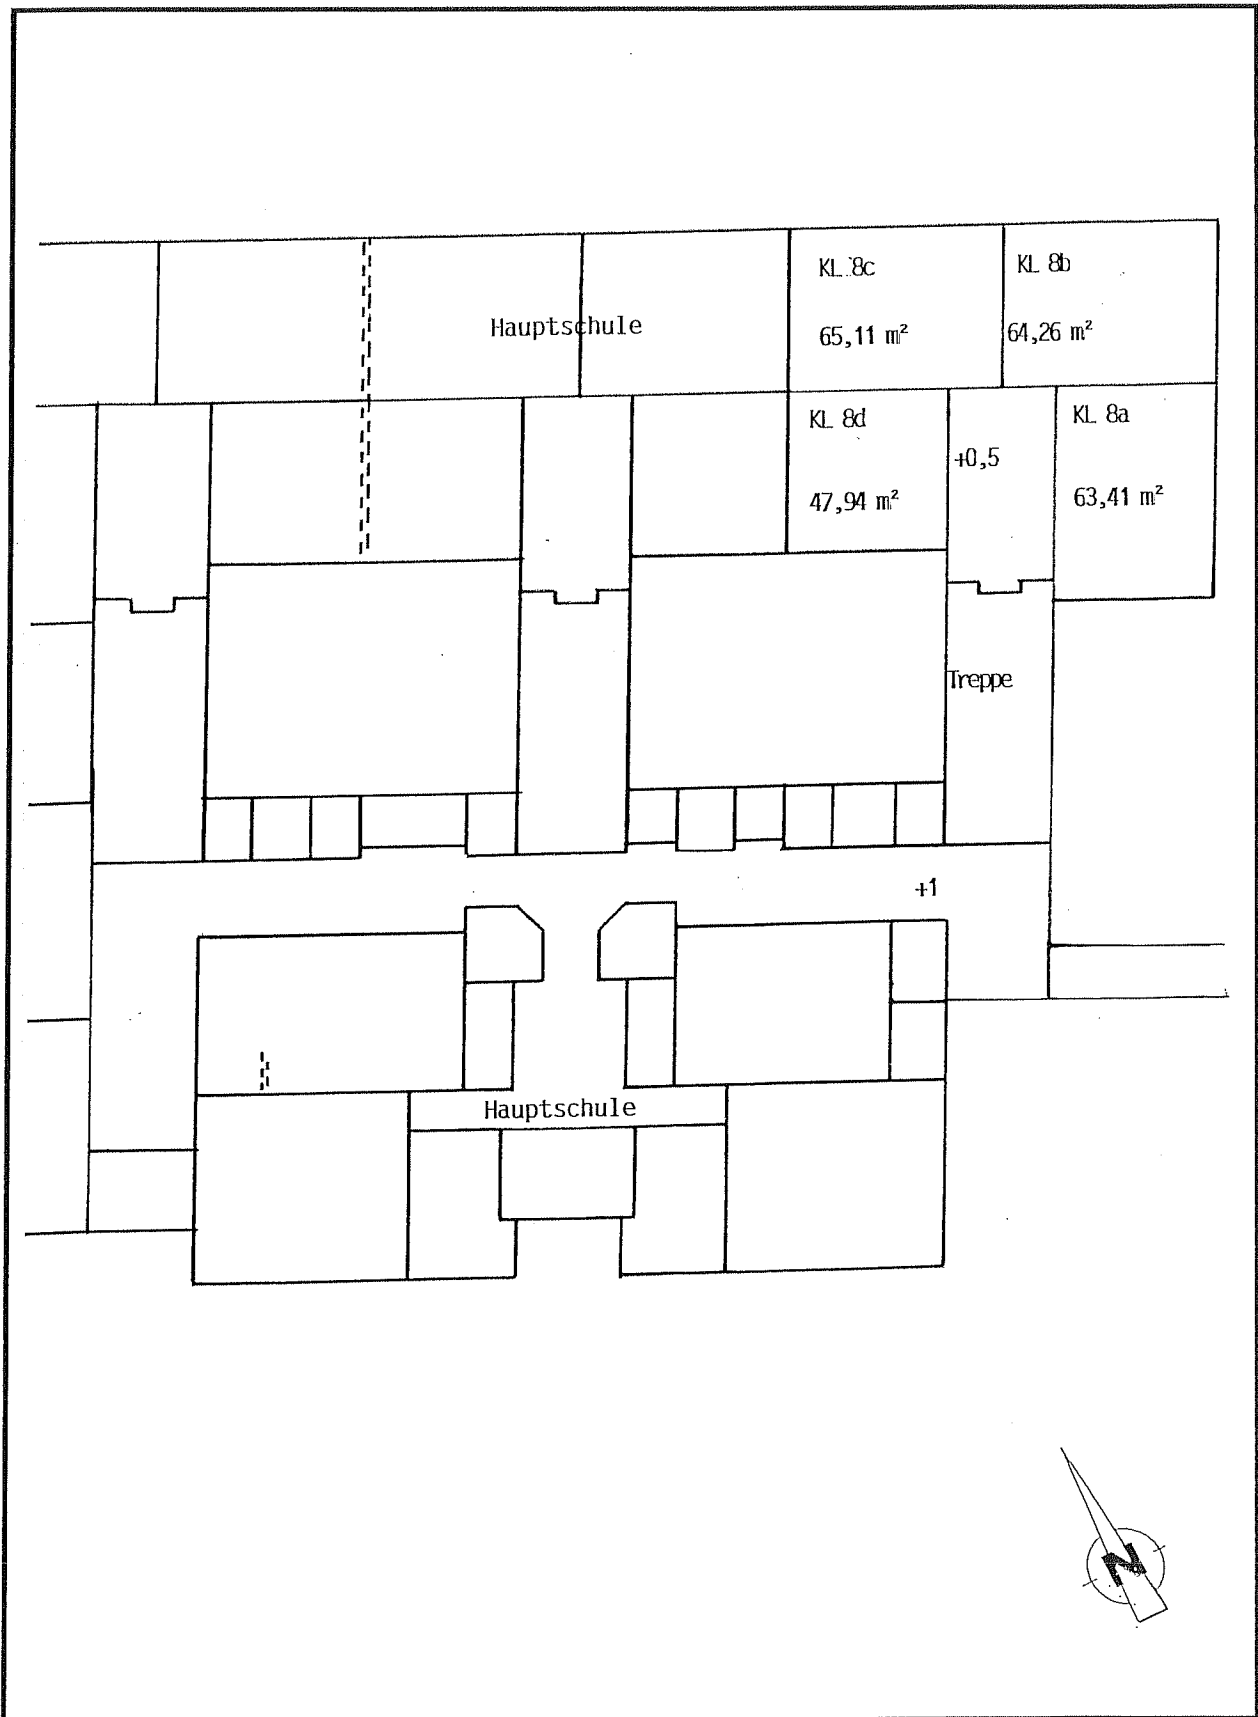 KL 8c
KL 8b
Hauptschule
65,11 m²
64,26 m²
KL 8d
KL 8a
+0,5
47,94 m²
63,41 m²
Treppe
+1
Hauptschule
N